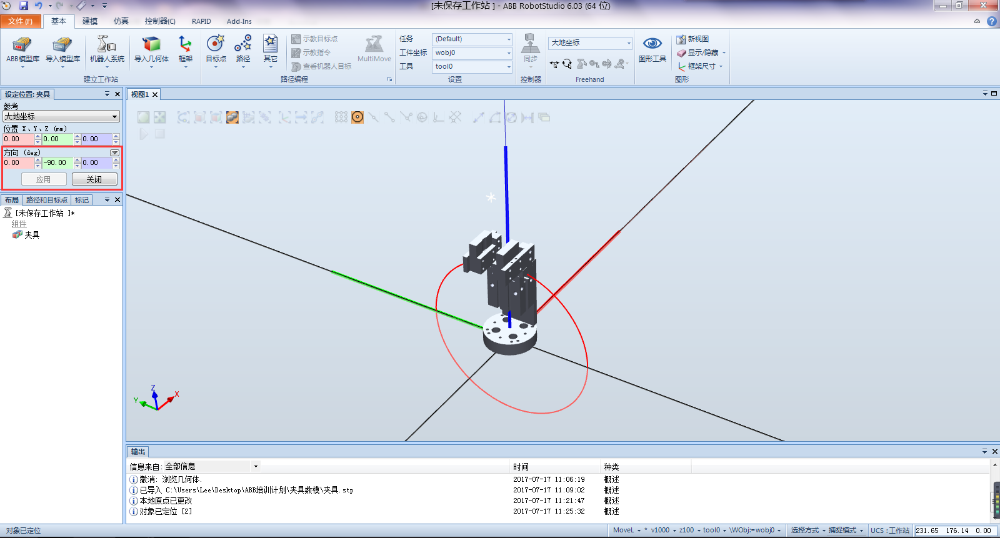 [未保存工作站 ] - ABB RobotStudio 6.03 (64 位)
文件(F) 基本 建模 仿真 控制器(C) RAPID Add-Ins
ABB模型库 导入模型库 机器人系统 导入几何体 框架
建立工作站
目标点 路径 其它
示教目标点
示教指令
查看机器人目标
MultiMove
路径编程
任务 (Default)
工件坐标 wobj0
工具 tool0
设置
同步
控制器
大地坐标
Freehand
图形工具
新视图
显示/隐藏
框架尺寸
图形
设定位置: 夹具
参考
大地坐标
位置 X、Y、Z (mm)
0.00 0.00 0.00
方向 (deg)
0.00 -90.00 0.00
应用 关闭
布局 路径和目标点 标记
[未保存工作站 ]*
组件
夹具
视图1
Z
Y
X
输出
信息来自: 全部信息 时间 种类
撤消: 浏览几何体. 2017-07-17 11:06:19 概述
已导入 C:\Users\Lee\Desktop\ABB培训计划\夹具数模\夹具.stp 2017-07-17 11:09:02 概述
本地原点已更改 2017-07-17 11:21:47 概述
对象已定位 [2] 2017-07-17 11:25:32 概述
对象已定位 MoveL * v1000 z100 tool0 \WObj:=wobj0 选择方式 捕捉模式 UCS : 工作站 231.65 176.14 0.00